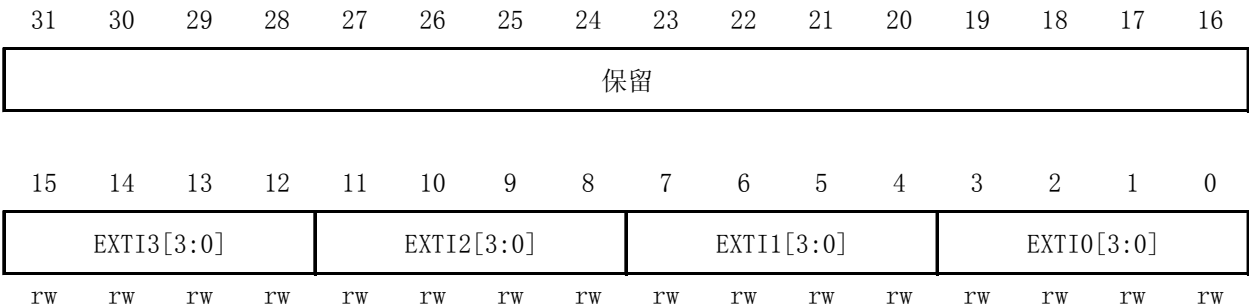 31 30 29 28 27 26 25 24 23 22 21 20 19 18 17 16
保留
15 14 13 12 11 10 9 8 7 6 5 4 3 2 1 0
EXTI3[3:0] EXTI2[3:0] EXTI1[3:0] EXTI0[3:0]
rw rw rw rw rw rw rw rw rw rw rw rw rw rw rw rw